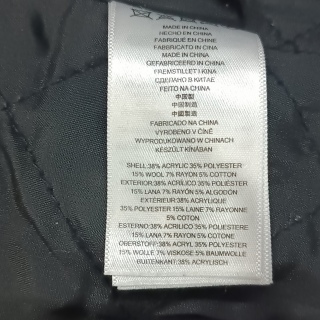 MADE IN CHINA
HECHO EN CHINA
FABRIQUÉ EN CHINE
FABBRICATO IN CINA
MADE IN CHINA
GEFABRICEERD IN CHINA
FREMSTILLET I KINA
СДЕЛАНО В КИТАЕ
FEITO NA CHINA
中国製
中国制造
中國製造
FABRICADO NA CHINA
VYROBENO V ČÍNĚ
WYPRODUKOWANO W CHINACH
KÉSZÜLT KÍNÁBAN
SHELL:38% ACRYLIC 35% POLYESTER
15% WOOL 7% RAYON 5% COTTON
EXTERIOR:38% ACRÍLICO 35% POLIÉSTER
15% LANA 7% RAYÓN 5% ALGODÓN
EXTÉRIEUR:38% ACRYLIQUE
35% POLYESTER 15% LAINE 7% RAYONNE
5% COTON
ESTERNO:38% ACRILICO 35% POLIESTERE
15% LANA 7% RAYON 5% COTONE
OBERSTOFF:38% ACRYL 35% POLYESTER
15% WOLLE 7% VISKOSE 5% BAUMWOLLE
BUITENKANT:38% ACRYLISCH